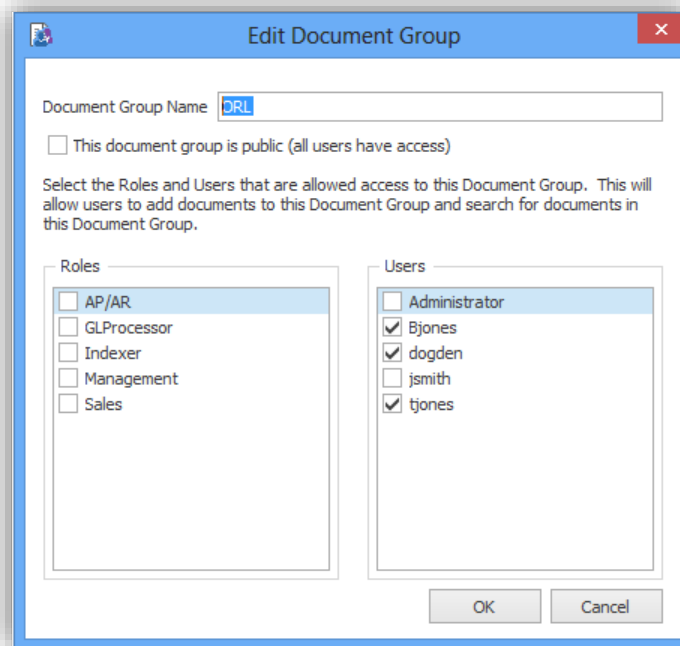 Edit Document Group
Document Group Name ORL
This document group is public (all users have access)
Select the Roles and Users that are allowed access to this Document Group. This will
allow users to add documents to this Document Group and search for documents in
this Document Group.
Roles
AP/AR
GLProcessor
Indexer
Management
Sales
Users
Administrator
Bjones
dogden
jsmith
tjones
OK
Cancel